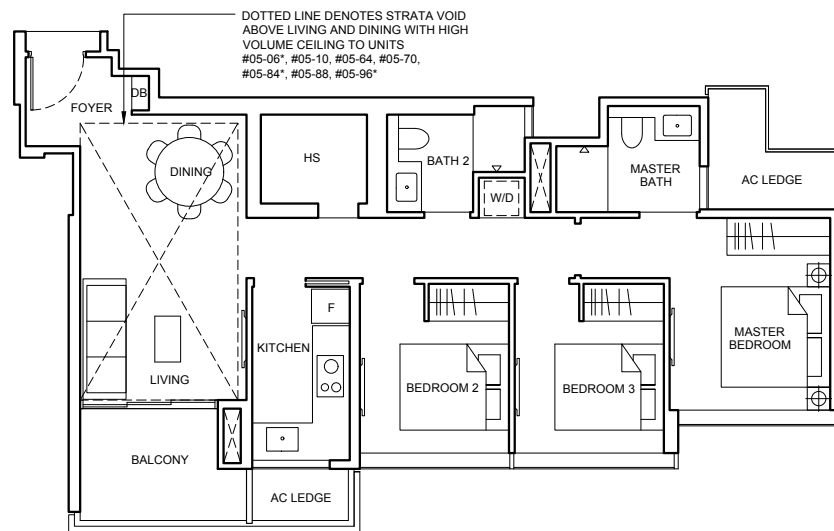 DOTTED LINE DENOTES STRATA VOID
ABOVE LIVING AND DINING WITH HIGH
VOLUME CEILING TO UNITS
#05-06*, #05-10, #05-64, #05-70,
#05-84*, #05-88, #05-96*
DB
FOYER
DINING
HS
BATH 2
W/D
MASTER
BATH
AC LEDGE
F
KITCHEN
LIVING
BEDROOM 2
BEDROOM 3
MASTER
BEDROOM
BALCONY
AC LEDGE